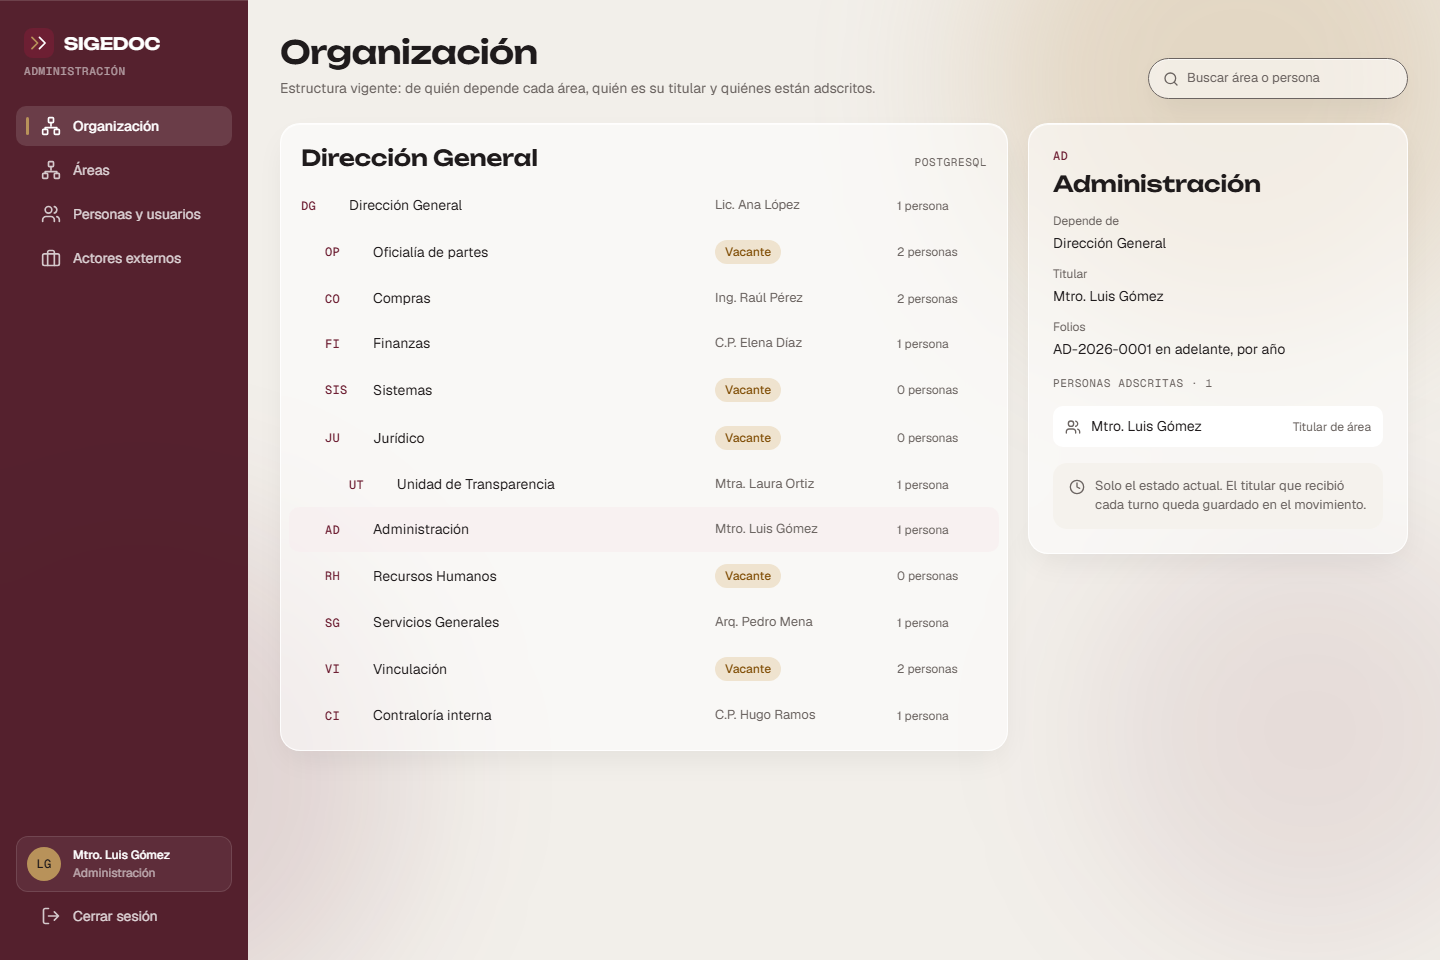 SIGEDOC
ADMINISTRACIÓN
Organización
Áreas
Personas y usuarios
Actores externos
LG
Mtro. Luis Gómez
Administración
Cerrar sesión
Organización
Estructura vigente: de quién depende cada área, quién es su titular y quiénes están adscritos.
Buscar área o persona
Dirección General
POSTGRESQL
DG Dirección General Lic. Ana López 1 persona
OP Oficialía de partes Vacante 2 personas
CO Compras Ing. Raúl Pérez 2 personas
FI Finanzas C.P. Elena Díaz 1 persona
SIS Sistemas Vacante 0 personas
JU Jurídico Vacante 0 personas
UT Unidad de Transparencia Mtra. Laura Ortiz 1 persona
AD Administración Mtro. Luis Gómez 1 persona
RH Recursos Humanos Vacante 0 personas
SG Servicios Generales Arq. Pedro Mena 1 persona
VI Vinculación Vacante 2 personas
CI Contraloría interna C.P. Hugo Ramos 1 persona
AD
Administración
Depende de
Dirección General
Titular
Mtro. Luis Gómez
Folios
AD-2026-0001 en adelante, por año
PERSONAS ADSCRITAS · 1
Mtro. Luis Gómez Titular de área
Solo el estado actual. El titular que recibió
cada turno queda guardado en el movimiento.